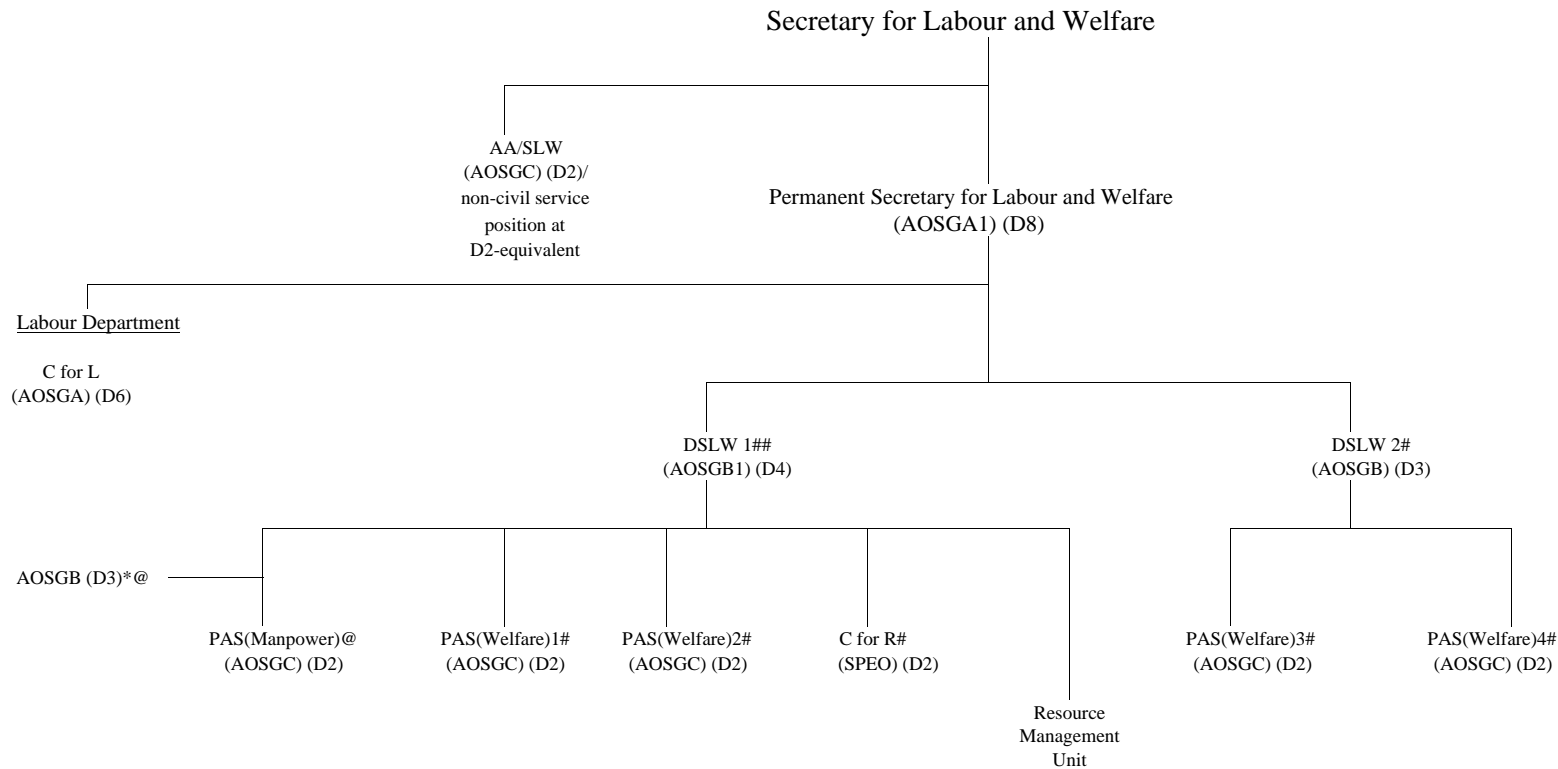 Secretary for Labour and Welfare
AA/SLW
(AOSGC) (D2)/
non-civil service
position at
D2-equivalent
Permanent Secretary for Labour and Welfare
(AOSGA1) (D8)
Labour Department
C for L
(AOSGA) (D6)
DSLW 1##
(AOSGB1) (D4)
DSLW 2#
(AOSGB) (D3)
AOSGB (D3)*@
PAS(Manpower)@
(AOSGC) (D2)
PAS(Welfare)1#
(AOSGC) (D2)
PAS(Welfare)2#
(AOSGC) (D2)
C for R#
(SPEO) (D2)
Resource
Management
Unit
PAS(Welfare)3#
(AOSGC) (D2)
PAS(Welfare)4#
(AOSGC) (D2)